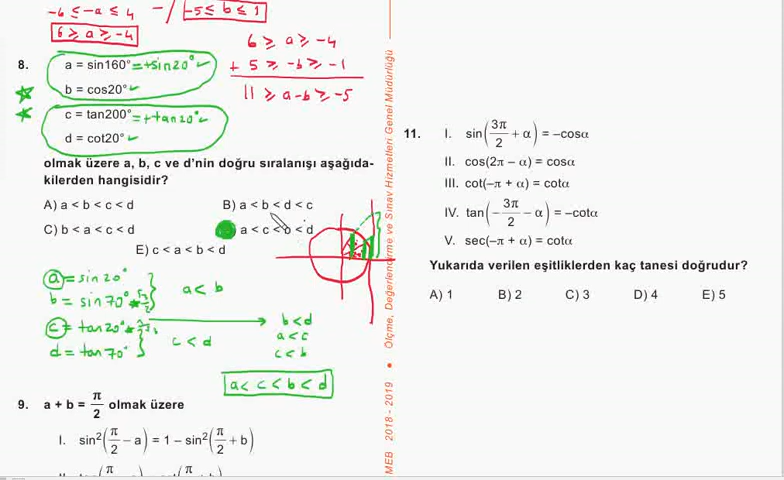 -6 ≤ -a ≤ 4
-5 ≤ b ≤ 1
6 ≥ a ≥ -4
6 ≥ a ≥ -4
+ 5 ≥ -b ≥ -1
11 ≥ a-b ≥ -5
8.
a = sin160° = +sin20°
b = cos20°
c = tan200° = +tan20°
d = cot20°
olmak üzere a, b, c ve d'nin doğru sıralanışı aşağıda-
kilerden hangisidir?
A) a < b < c < d
B) a < b < d < c
C) b < a < c < d
a < c < b < d
E) c < a < b < d
a = sin 20°
b = sin 70°
a < b
c = tan 20°
d = tan 70°
c < d
b < d
a < c
c < b
a < c < b < d
9. a + b = π/2 olmak üzere
I. sin²(π/2 – a) = 1 – sin²(π/2 + b)
MEB 2018 - 2019 ● Ölçme, Değerlendirme ve Sınav Hizmetleri Genel Müdürlüğü
11.
I. sin(3π/2 + α) = –cosα
II. cos(2π – α) = cosα
III. cot(–π + α) = cotα
IV. tan(–3π/2 – α) = –cotα
V. sec(–π + α) = cotα
Yukarıda verilen eşitliklerden kaç tanesi doğrudur?
A) 1
B) 2
C) 3
D) 4
E) 5